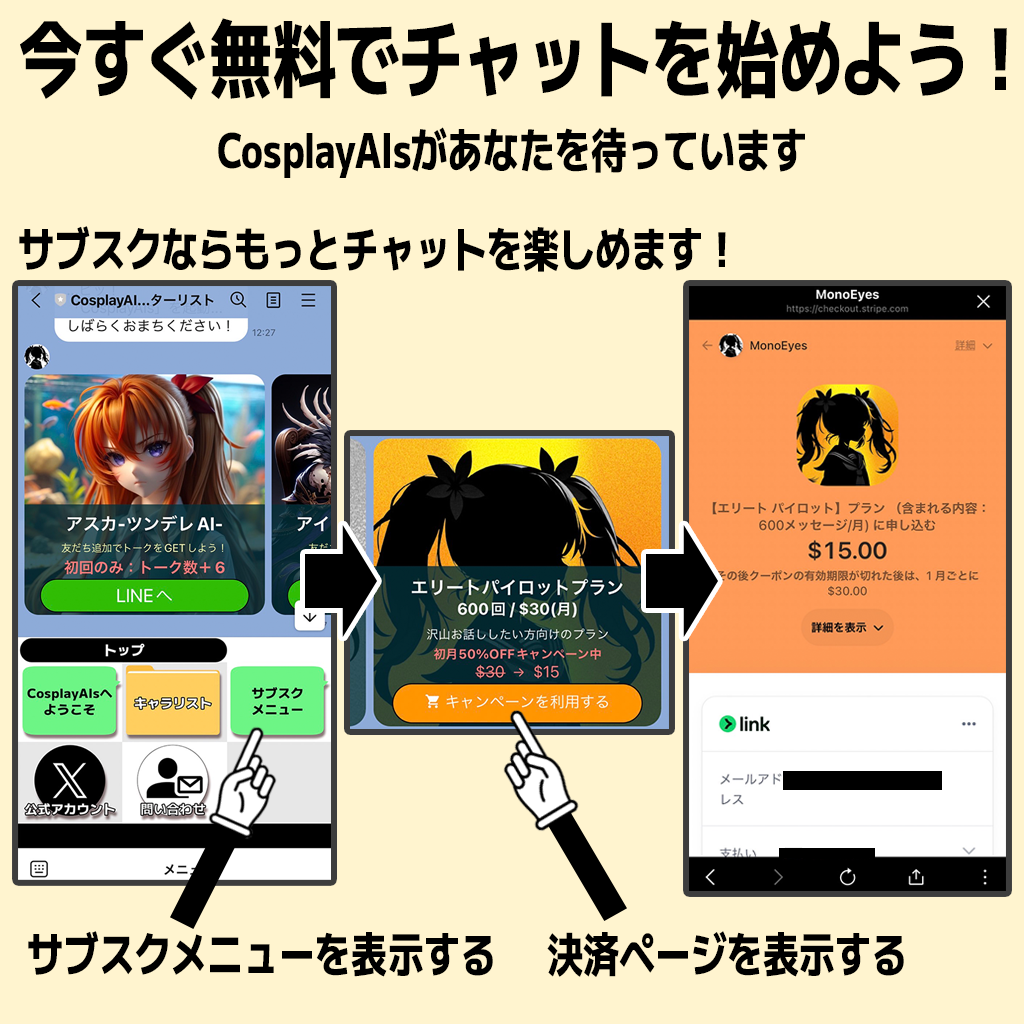 今すぐ無料でチャットを始めよう！
CosplayAIsがあなたを待っています
サブスクならもっとチャットを楽しめます！
CosplayAI...ターリスト
しばらくおまちください！
12:27
アスカ-ツンデレAI-
友だち追加でトークをGETしよう！
初回のみ：トーク数＋6
LINEへ
アイ
友だ
トップ
CosplayAIsへ
ようこそ
キャラリスト
サブスク
メニュー
X
公式アカウント
問い合わせ
メニュ
エリートパイロットプラン
600回 / $30(月)
沢山お話ししたい方向けのプラン
初月50%OFFキャンペーン中
$30 → $15
キャンペーンを利用する
MonoEyes
https://checkout.stripe.com
MonoEyes
詳細
【エリート パイロット】プラン （含まれる内容：
600メッセージ/月) に申し込む
$15.00
その後クーポンの有効期限が切れた後は、1 月ごとに
$30.00
詳細を表示
link
メールアド
レス
支払い
サブスクメニューを表示する
決済ページを表示する